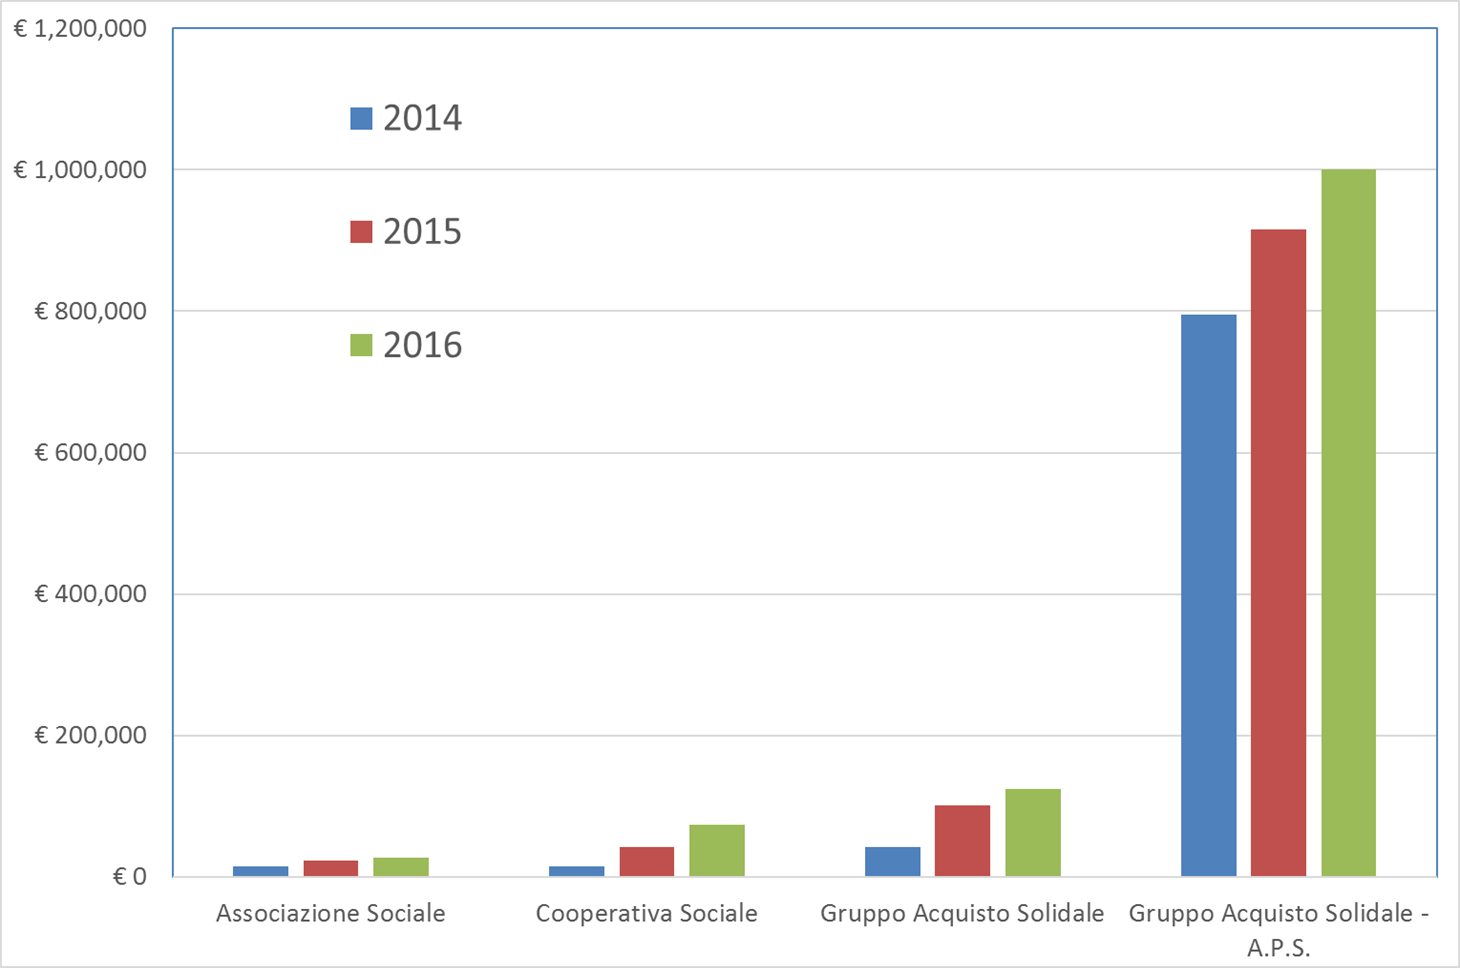 € 1,200,000
€ 1,000,000
€ 800,000
€ 600,000
€ 400,000
€ 200,000
€ 0
2014
2015
2016
Associazione Sociale
Cooperativa Sociale
Gruppo Acquisto Solidale
Gruppo Acquisto Solidale -
A.P.S.